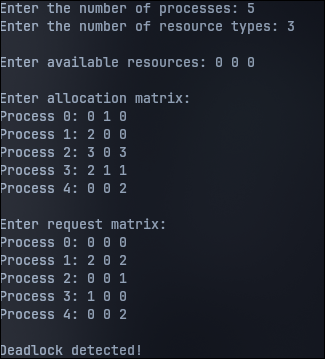 Enter the number of processes: 5
Enter the number of resource types: 3
Enter available resources: 0 0 0
Enter allocation matrix:
Process 0: 0 1 0
Process 1: 2 0 0
Process 2: 3 0 3
Process 3: 2 1 1
Process 4: 0 0 2
Enter request matrix:
Process 0: 0 0 0
Process 1: 2 0 2
Process 2: 0 0 1
Process 3: 1 0 0
Process 4: 0 0 2
Deadlock detected!